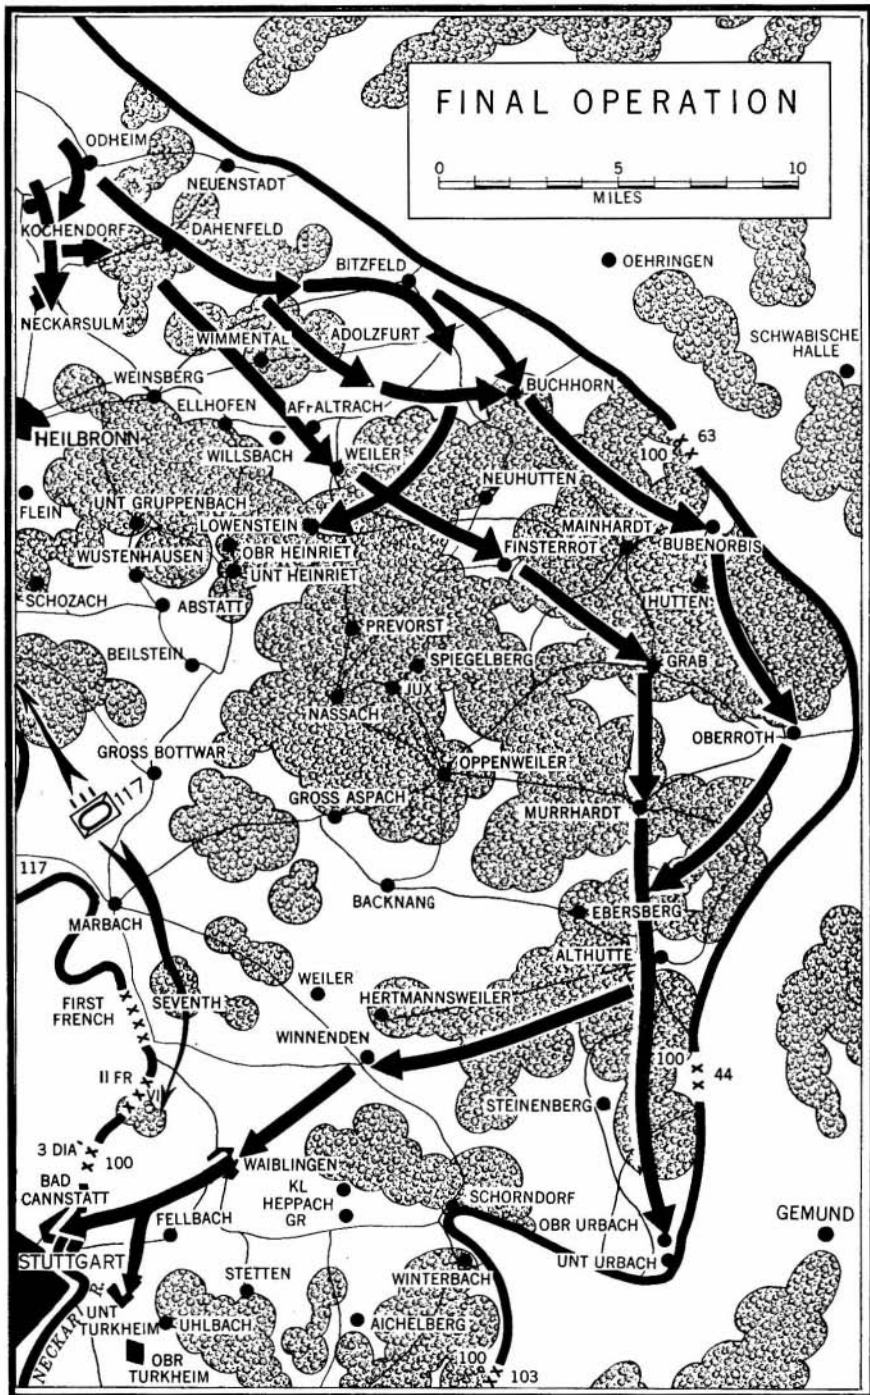 FINAL OPERATION
0 5 10
MILES
ODHEIM
NEUENSTADT
KOCHENDORF
DAHENFELD
BITZFELD
OEHRINGEN
NECKARSULM
WIMMENTAL
ADOLZFURT
SCHWABISCHE
HALLE
WEINSBERG
BUCHHORN
ELLHOFEN
AFFALTRACH
HEILBRONN
WILLSBACH
WEILER
63
100
FLEIN
UNT GRUPPENBACH
NEUHUTTEN
LOWENSTEIN
MAINHARDT
WUSTENHAUSEN
OBR HEINRIET
FINSTERROT
BUBENORBIS
UNT HEINRIET
SCHOZACH
ABSTATT
HUTTEN
PREVORST
BEILSTEIN
SPIEGELBERG
GRAB
JUX
NASSACH
OBERROTH
GROSS BOTTWAR
OPPENWEILER
117
GROSS ASPACH
MURRHARDT
117
BACKNANG
MARBACH
EBERSBERG
ALTHUTTE
WEILER
FIRST
FRENCH
SEVENTH
HERTMANNSWEILER
WINNENDEN
100
44
II FR
VI
STEINENBERG
3 DIA
100
BAD
CANNSTATT
WAIBLINGEN
KL
HEPPACH
GR
SCHORNDORF
FELLBACH
OBR URBACH
GEMUND
STUTTGART
UNT URBACH
STETTEN
WINTERBACH
NECKAR R.
UNT
TURKHEIM
UHLBACH
AICHELBERG
OBR
TURKHEIM
100
103